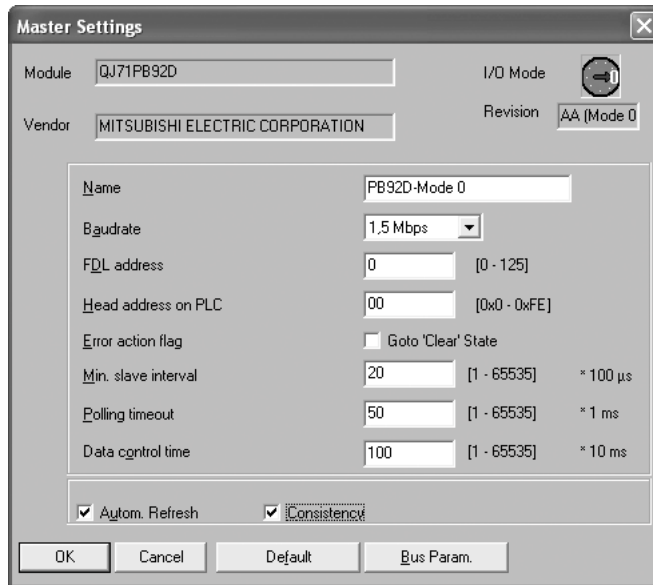 Master Settings
Module QJ71PB92D I/O Mode 0
Vendor MITSUBISHI ELECTRIC CORPORATION Revision AA (Mode 0
Name PB92D-Mode 0
Baudrate 1,5 Mbps
FDL address 0 [0 - 125]
Head address on PLC 00 [0x0 - 0xFE]
Error action flag Goto 'Clear' State
Min. slave interval 20 [1 - 65535] * 100 µs
Polling timeout 50 [1 - 65535] * 1 ms
Data control time 100 [1 - 65535] * 10 ms
Autom. Refresh Consistency
OK Cancel Default Bus Param.